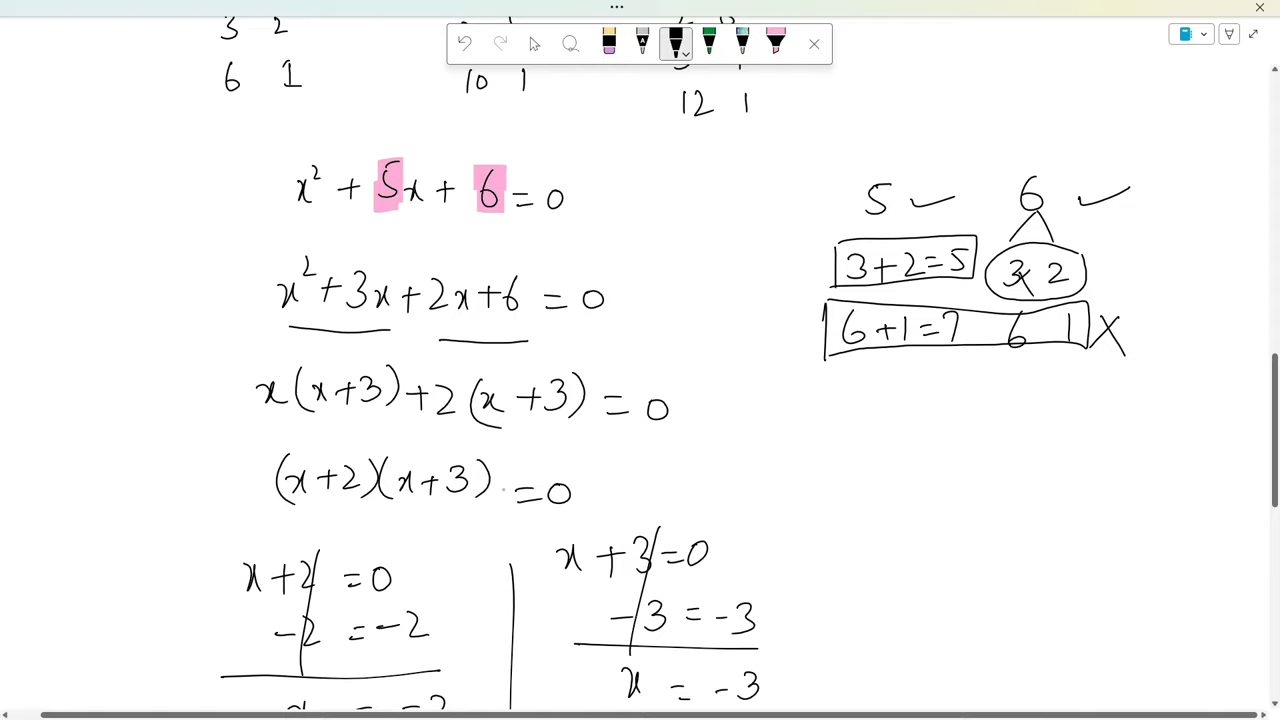 3 2
6 1
10 1
12 1
x² + 5x + 6 = 0
5 ✓ 6 ✓
3+2=5 3x2
6+1=7 6 1 X
x²+3x+2x+6 = 0
x(x+3)+2(x+3) = 0
(x+2)(x+3) = 0
x+2 = 0
-2 = -2
x + 3 = 0
-3 = -3
x = -3